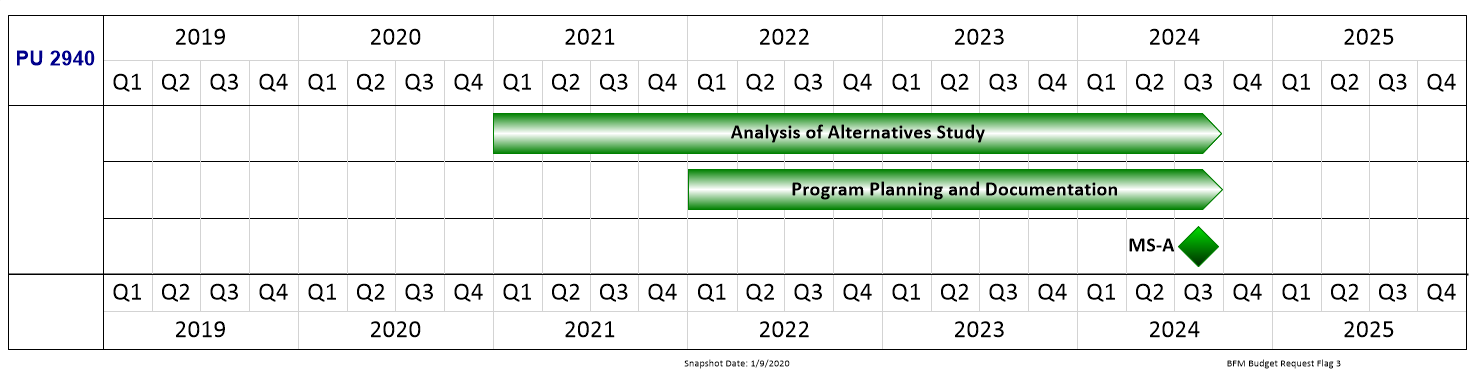 PU 2940
2019 2020 2021 2022 2023 2024 2025
Q1 Q2 Q3 Q4 Q1 Q2 Q3 Q4 Q1 Q2 Q3 Q4 Q1 Q2 Q3 Q4 Q1 Q2 Q3 Q4 Q1 Q2 Q3 Q4 Q1 Q2 Q3 Q4
Analysis of Alternatives Study
Program Planning and Documentation
MS-A
Q1 Q2 Q3 Q4 Q1 Q2 Q3 Q4 Q1 Q2 Q3 Q4 Q1 Q2 Q3 Q4 Q1 Q2 Q3 Q4 Q1 Q2 Q3 Q4 Q1 Q2 Q3 Q4
2019 2020 2021 2022 2023 2024 2025
Snapshot Date: 1/9/2020 BFM Budget Request Flag 3